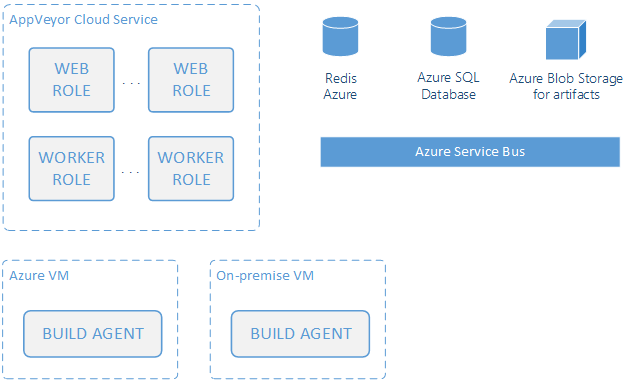 AppVeyor Cloud Service
WEB
ROLE
. . .
WEB
ROLE
WORKER
ROLE
. . .
WORKER
ROLE
Redis
Azure
Azure SQL
Database
Azure Blob Storage
for artifacts
Azure Service Bus
Azure VM
BUILD AGENT
On-premise VM
BUILD AGENT